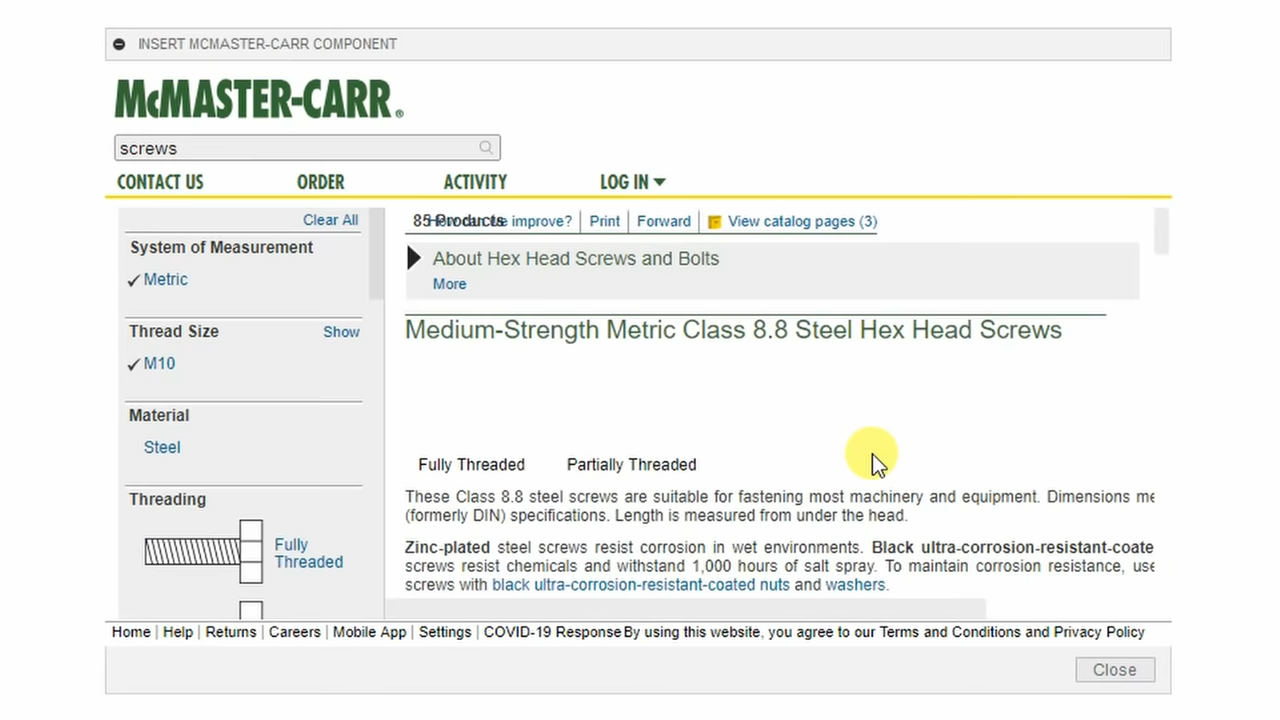 INSERT MCMASTER-CARR COMPONENT
McMASTER-CARR®
screws
CONTACT US ORDER ACTIVITY LOG IN
Clear All
System of Measurement
Metric
Thread Size Show
M10
Material
Steel
Threading
Fully
Threaded
85 Products How can we improve? Print Forward View catalog pages (3)
About Hex Head Screws and Bolts
More
Medium-Strength Metric Class 8.8 Steel Hex Head Screws
Fully Threaded Partially Threaded
These Class 8.8 steel screws are suitable for fastening most machinery and equipment. Dimensions me
(formerly DIN) specifications. Length is measured from under the head.
Zinc-plated steel screws resist corrosion in wet environments. Black ultra-corrosion-resistant-coate
screws resist chemicals and withstand 1,000 hours of salt spray. To maintain corrosion resistance, use
screws with black ultra-corrosion-resistant-coated nuts and washers.
Home | Help | Returns | Careers | Mobile App | Settings | COVID-19 Response By using this website, you agree to our Terms and Conditions and Privacy Policy
Close